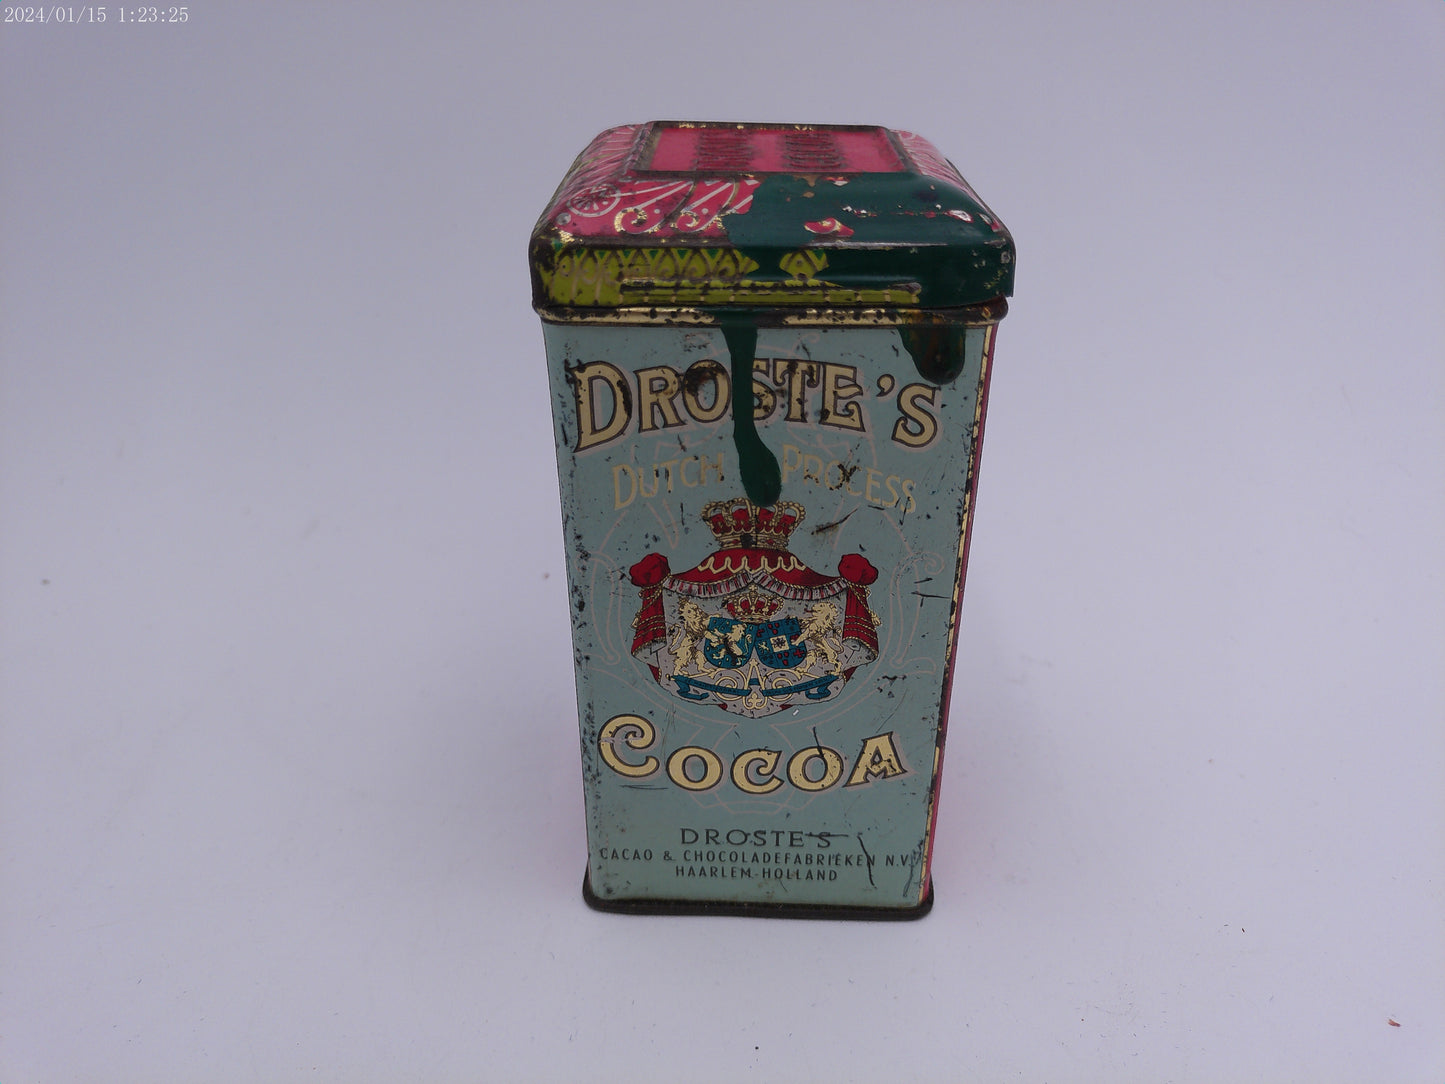 2024/01/15 1:23:25
DROSTE'S
DUTCH PROCESS
COCOA
DROSTE'S
CACAO & CHOCOLADEFABRIEKEN N.V.
HAARLEM-HOLLAND